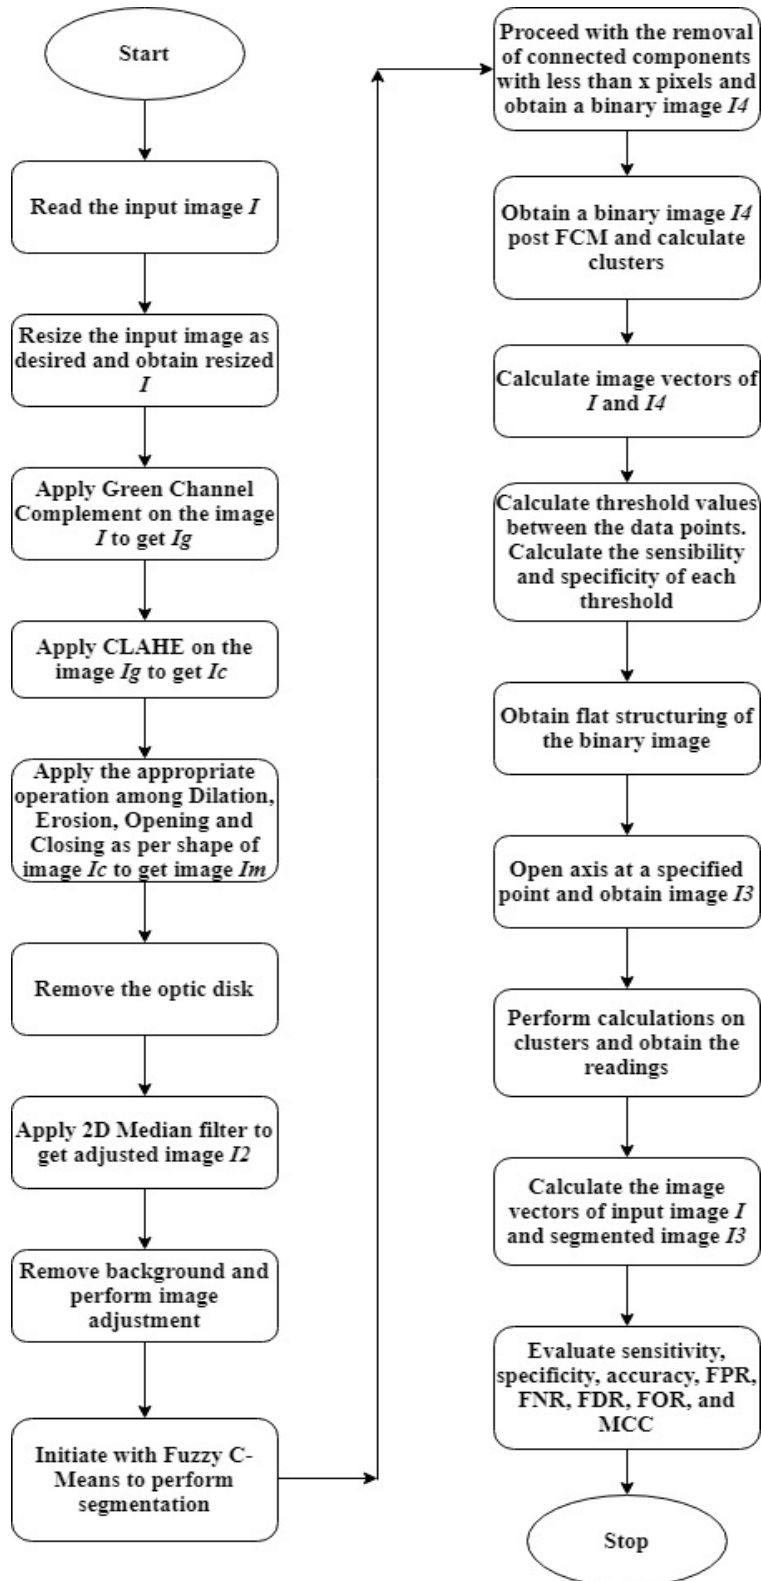 Start
Read the input image I
Resize the input image as
desired and obtain resized
I
Apply Green Channel
Complement on the image
I to get Ig
Apply CLAHE on the
image Ig to get Ic
Apply the appropriate
operation among Dilation,
Erosion, Opening and
Closing as per shape of
image Ic to get image Im
Remove the optic disk
Apply 2D Median filter to
get adjusted image I2
Remove background and
perform image
adjustment
Initiate with Fuzzy C-
Means to perform
segmentation
Proceed with the removal
of connected components
with less than x pixels and
obtain a binary image I4
Obtain a binary image I4
post FCM and calculate
clusters
Calculate image vectors of
I and I4
Calculate threshold values
between the data points.
Calculate the sensibility
and specificity of each
threshold
Obtain flat structuring of
the binary image
Open axis at a specified
point and obtain image I3
Perform calculations on
clusters and obtain the
readings
Calculate the image
vectors of input image I
and segmented image I3
Evaluate sensitivity,
specificity, accuracy, FPR,
FNR, FDR, FOR, and
MCC
Stop